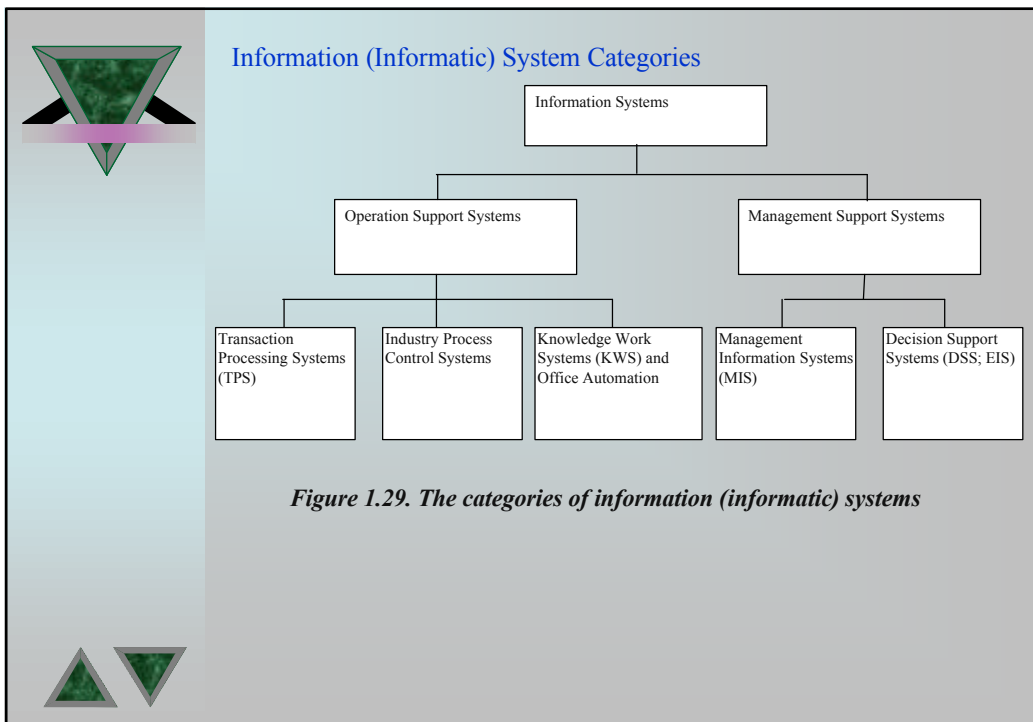 Information (Informatic) System Categories
Information Systems
Operation Support Systems
Management Support Systems
Transaction
Processing Systems
(TPS)
Industry Process
Control Systems
Knowledge Work
Systems (KWS) and
Office Automation
Management
Information Systems
(MIS)
Decision Support
Systems (DSS; EIS)
Figure 1.29. The categories of information (informatic) systems